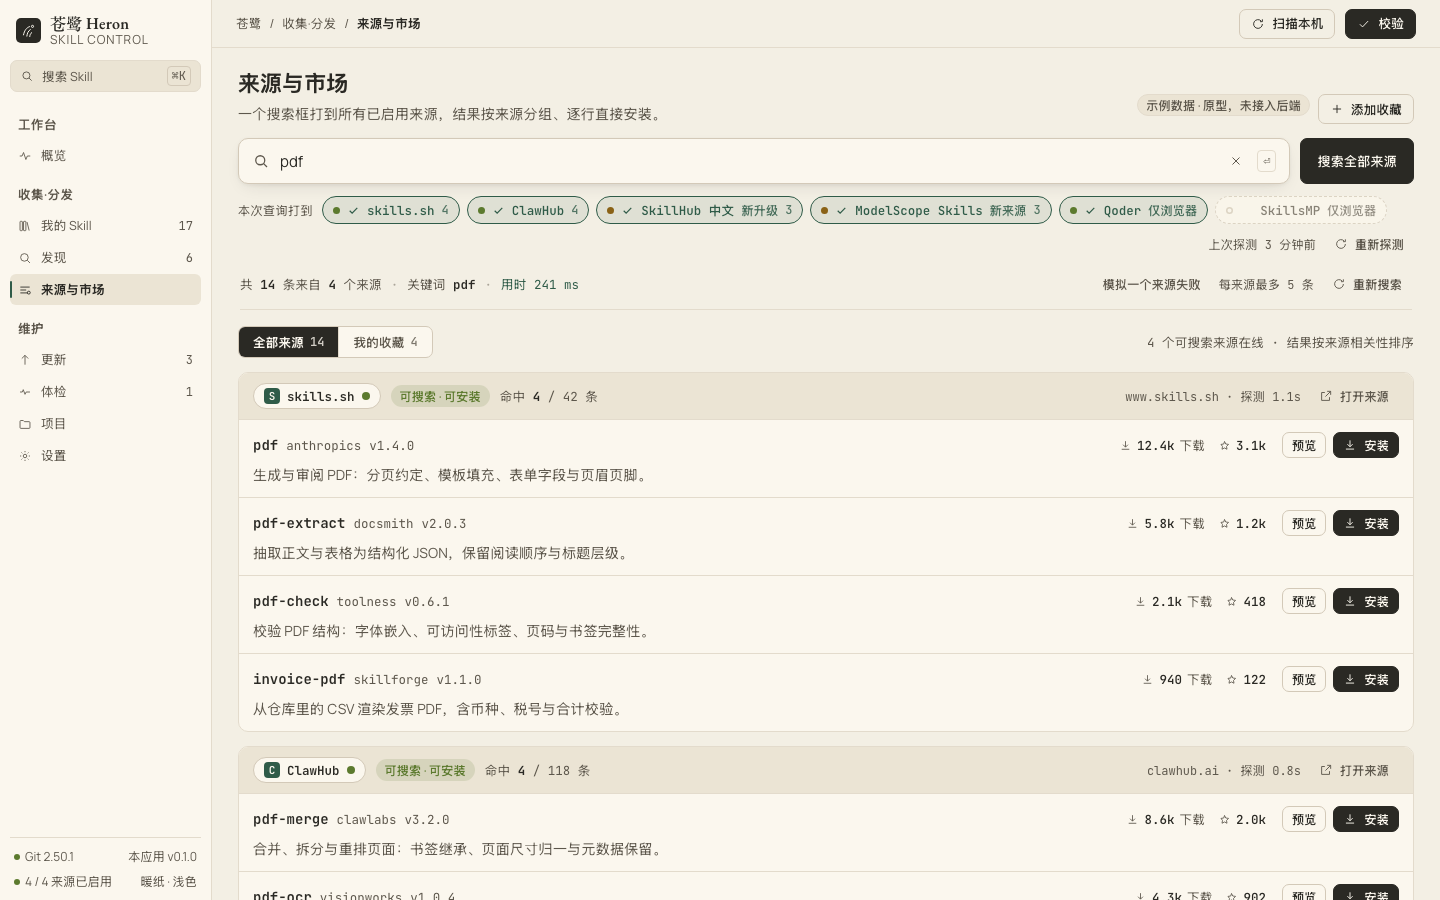 苍鹭 Heron
SKILL CONTROL
搜索 Skill ⌘K
工作台
概览
收集·分发
我的 Skill 17
发现 6
来源与市场
维护
更新 3
体检 1
项目
设置
Git 2.50.1 本应用 v0.1.0
4 / 4 来源已启用 暖纸 · 浅色
苍鹭 / 收集·分发 / 来源与市场
扫描本机 校验
来源与市场
一个搜索框打到所有已启用来源，结果按来源分组、逐行直接安装。
示例数据 · 原型，未接入后端 添加收藏
pdf
搜索全部来源
本次查询打到 skills.sh 4 ClawHub 4 SkillHub 中文 新升级 3 ModelScope Skills 新来源 3 Qoder 仅浏览器 SkillsMP 仅浏览器
上次探测 3 分钟前 重新探测
共 14 条来自 4 个来源 · 关键词 pdf · 用时 241 ms 模拟一个来源失败 每来源最多 5 条 重新搜索
全部来源 14 我的收藏 4 4 个可搜索来源在线 · 结果按来源相关性排序
S skills.sh 可搜索 · 可安装 命中 4 / 42 条 www.skills.sh · 探测 1.1s 打开来源
pdf anthropics v1.4.0 12.4k 下载 3.1k 预览 安装
生成与审阅 PDF：分页约定、模板填充、表单字段与页眉页脚。
pdf-extract docsmith v2.0.3 5.8k 下载 1.2k 预览 安装
抽取正文与表格为结构化 JSON，保留阅读顺序与标题层级。
pdf-check toolness v0.6.1 2.1k 下载 418 预览 安装
校验 PDF 结构：字体嵌入、可访问性标签、页码与书签完整性。
invoice-pdf skillforge v1.1.0 940 下载 122 预览 安装
从仓库里的 CSV 渲染发票 PDF，含币种、税号与合计校验。
C ClawHub 可搜索 · 可安装 命中 4 / 118 条 clawhub.ai · 探测 0.8s 打开来源
pdf-merge clawlabs v3.2.0 8.6k 下载 2.0k 预览 安装
合并、拆分与重排页面：书签继承、页面尺寸归一与元数据保留。
pdf-ocr visionworks v1.0.4 4.3k 下载 902 预览 安装